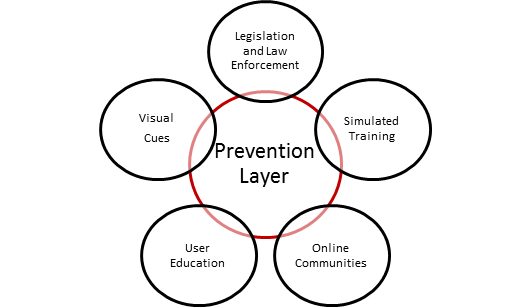 Legislation
and Law
Enforcement
Visual
Cues
Simulated
Training
Prevention
Layer
User
Education
Online
Communities